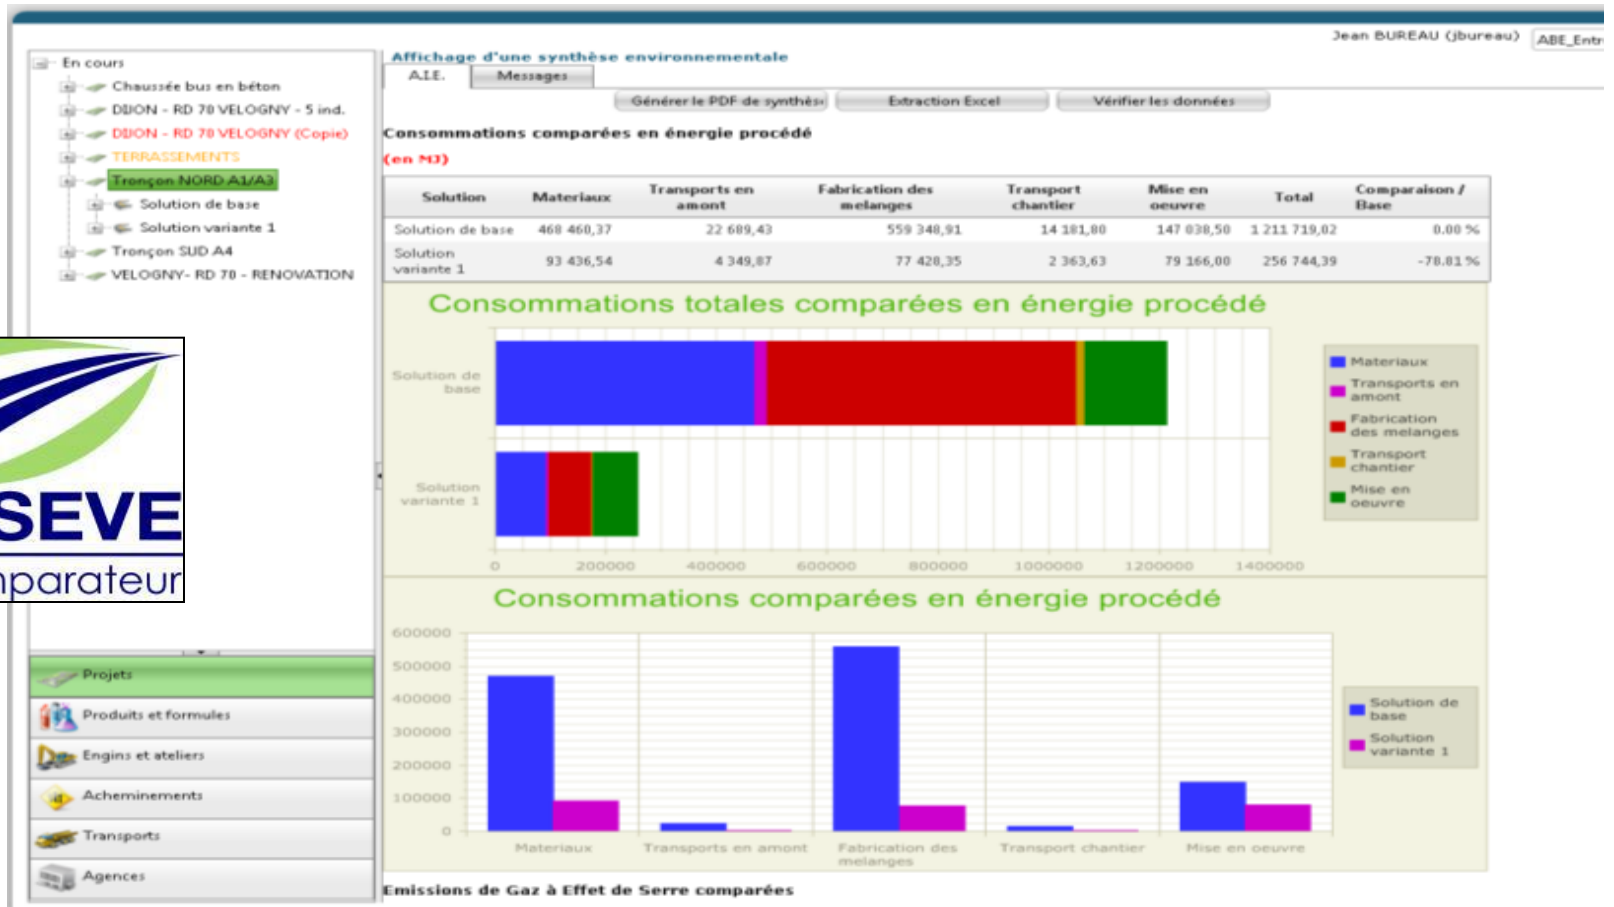 Jean BUREAU (jbureau)
ABE_Entr
En cours
Chaussée bus en béton
DIJON - RD 70 VELOGNY - 5 ind.
DIJON - RD 70 VELOGNY (Copie)
TERRASSEMENTS
Tronçon NORD A1/A3
Solution de base
Solution variante 1
Tronçon SUD A4
VELOGNY- RD 70 - RENOVATION
SEVE
mparateur
Projets
Produits et formules
Engins et ateliers
Acheminements
Transports
Agences
Affichage d'une synthèse environnementale
A.I.E. Messages
Générer le PDF de synthès Extraction Excel Vérifier les données
Consommations comparées en énergie procédé
(en MJ)
Solution Materiaux Transports en amont Fabrication des melanges Transport chantier Mise en oeuvre Total Comparaison / Base
Solution de base 468 460,37 22 689,43 559 348,91 14 181,80 147 038,50 1 211 719,02 0.00 %
Solution variante 1 93 436,54 4 349,87 77 428,35 2 363,63 79 166,00 256 744,39 -78.81 %
Consommations totales comparées en énergie procédé
Solution de base
Solution variante 1
0 200000 400000 600000 800000 1000000 1200000 1400000
Materiaux
Transports en amont
Fabrication des melanges
Transport chantier
Mise en oeuvre
Consommations comparées en énergie procédé
600000
500000
400000
300000
200000
100000
0
Materiaux Transports en amont Fabrication des melanges Transport chantier Mise en oeuvre
Solution de base
Solution variante 1
Emissions de Gaz à Effet de Serre comparées